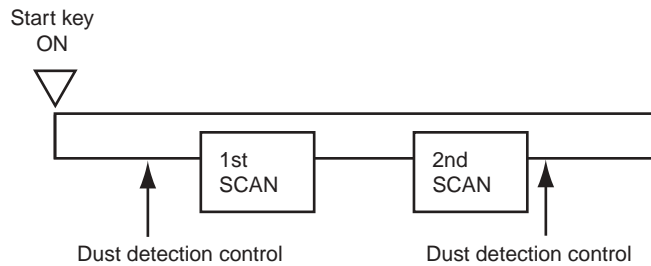 Start key
ON
1st
SCAN
2nd
SCAN
Dust detection control
Dust detection control